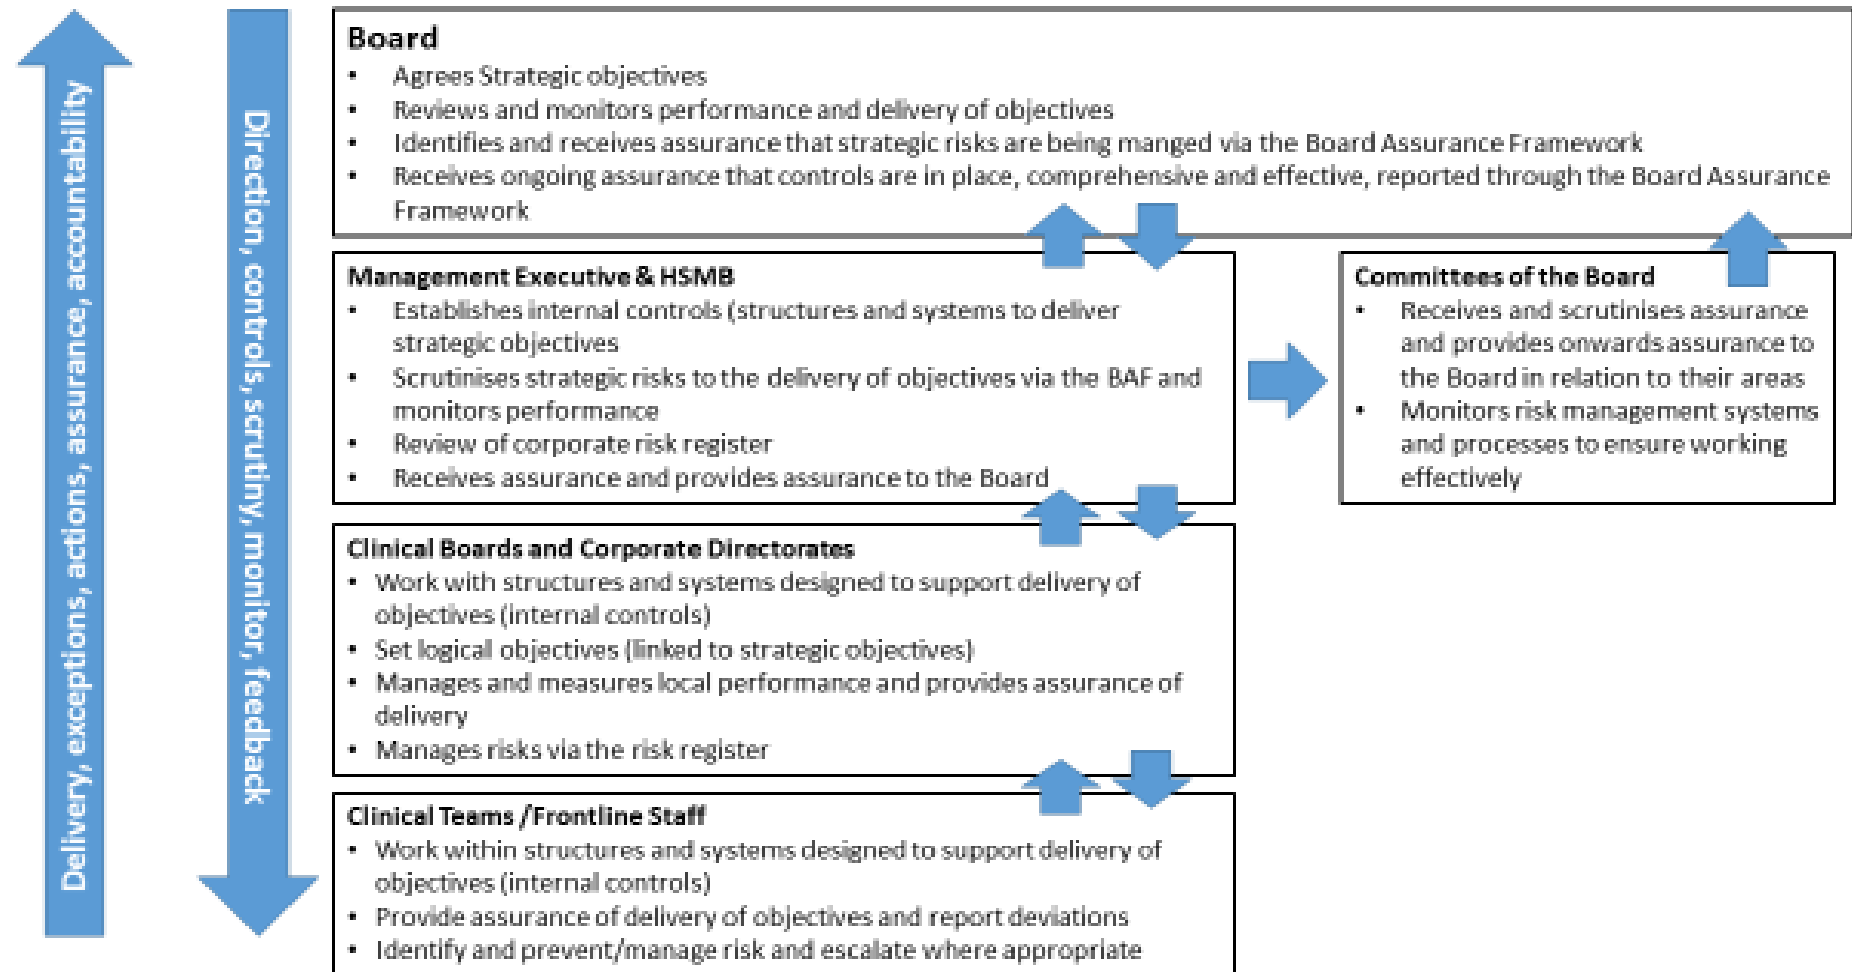 Delivery, exceptions, actions, assurance, accountability
Direction, controls, scrutiny, monitor, feedback
Board
• Agrees Strategic objectives
• Reviews and monitors performance and delivery of objectives
• Identifies and receives assurance that strategic risks are being manged via the Board Assurance Framework
• Receives ongoing assurance that controls are in place, comprehensive and effective, reported through the Board Assurance
Framework
Management Executive & HSMB
• Establishes internal controls (structures and systems to deliver
strategic objectives
• Scrutinises strategic risks to the delivery of objectives via the BAF and
monitors performance
• Review of corporate risk register
• Receives assurance and provides assurance to the Board
Committees of the Board
• Receives and scrutinises assurance
and provides onwards assurance to
the Board in relation to their areas
• Monitors risk management systems
and processes to ensure working
effectively
Clinical Boards and Corporate Directorates
• Work with structures and systems designed to support delivery of
objectives (internal controls)
• Set logical objectives (linked to strategic objectives)
• Manages and measures local performance and provides assurance of
delivery
• Manages risks via the risk register
Clinical Teams /Frontline Staff
• Work within structures and systems designed to support delivery of
objectives (internal controls)
• Provide assurance of delivery of objectives and report deviations
• Identify and prevent/manage risk and escalate where appropriate